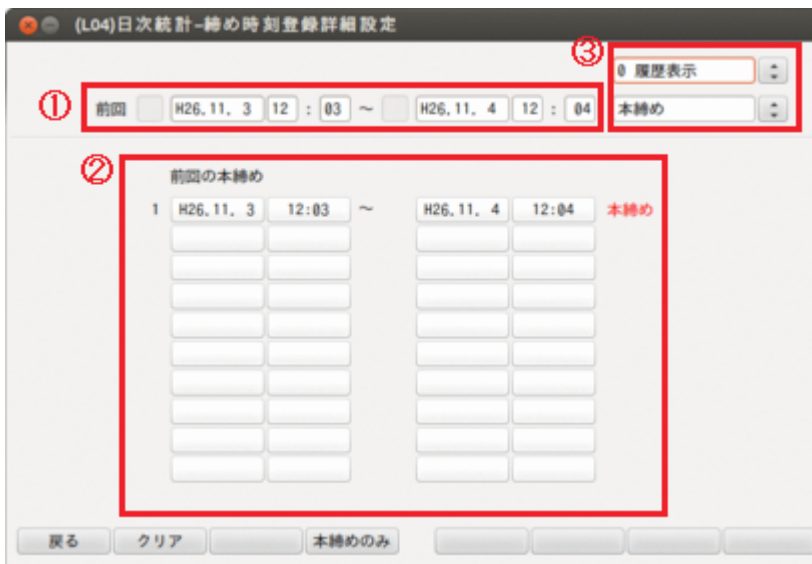 (L04)日次統計-締め時刻登録詳細設定
③
0 履歴表示
① 前回 H26.11. 3 12 : 03 ~ H26.11. 4 12 : 04 本締め
②
前回の本締め
1 H26.11. 3 12:03 ~ H26.11. 4 12:04 本締め
戻る クリア 本締めのみ